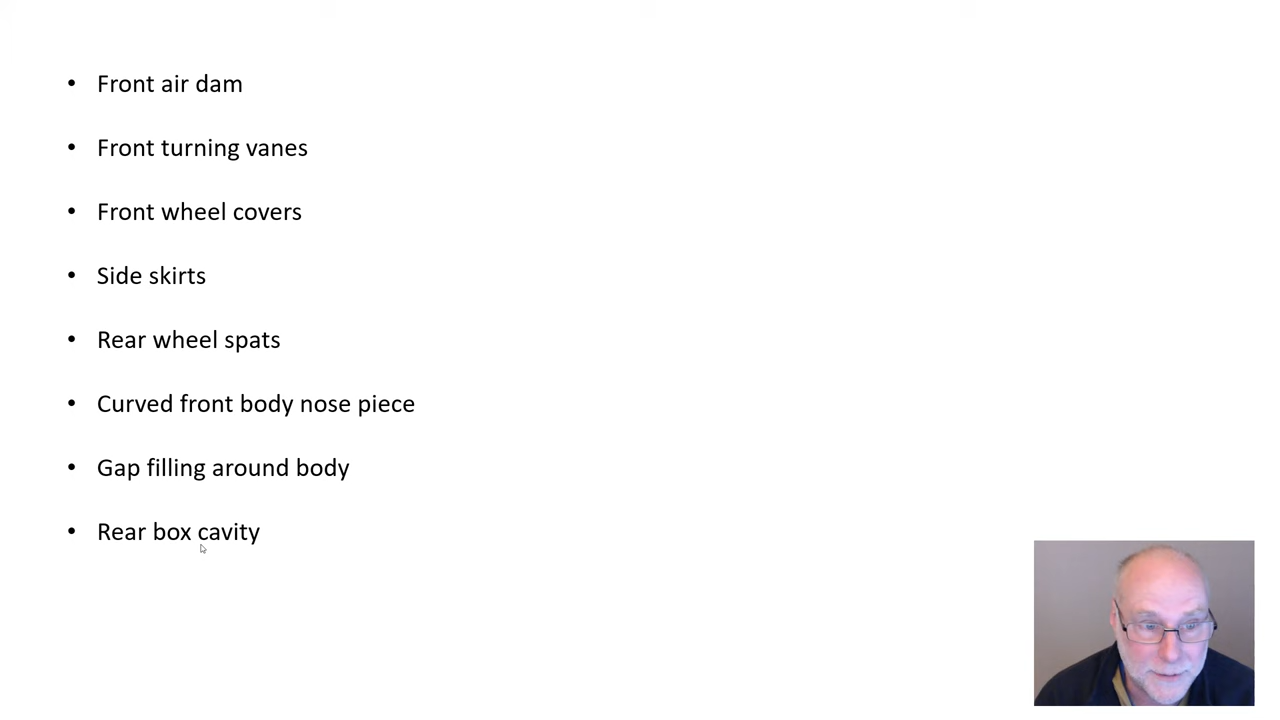 • Front air dam
• Front turning vanes
• Front wheel covers
• Side skirts
• Rear wheel spats
• Curved front body nose piece
• Gap filling around body
• Rear box cavity